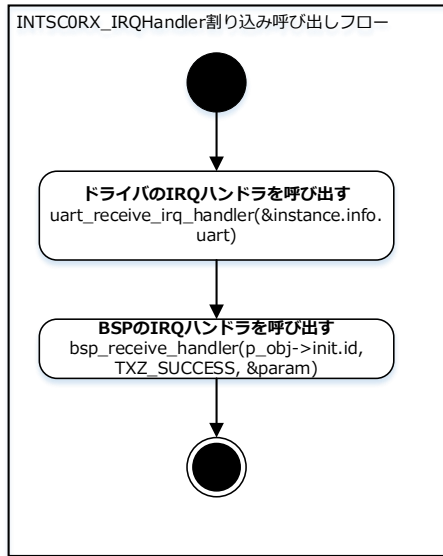 INTSC0RX_IRQHandler割り込み呼び出しフロー
ドライバのIRQハンドラを呼び出す
uart_receive_irq_handler(&instance.info.
uart)
BSPのIRQハンドラを呼び出す
bsp_receive_handler(p_obj->init.id,
TXZ_SUCCESS, &param)